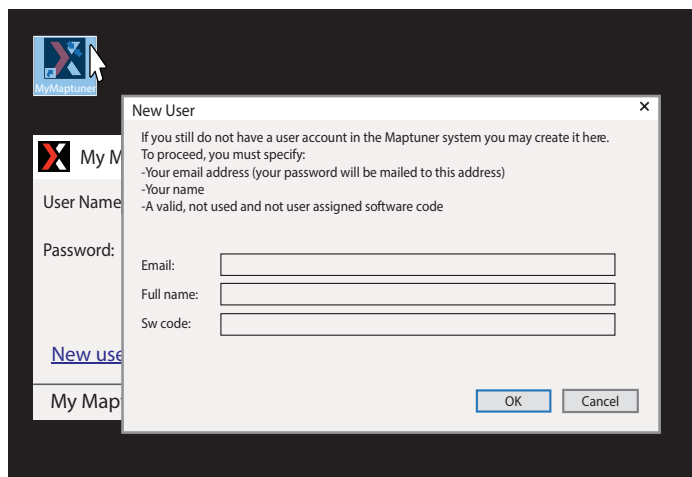 MyMaptuner
New User
If you still do not have a user account in the Maptuner system you may create it here.
To proceed, you must specify:
-Your email address (your password will be mailed to this address)
-Your name
-A valid, not used and not user assigned software code
Email:
Full name:
Sw code:
OK
Cancel
My M
User Name
Password:
New use
My Map